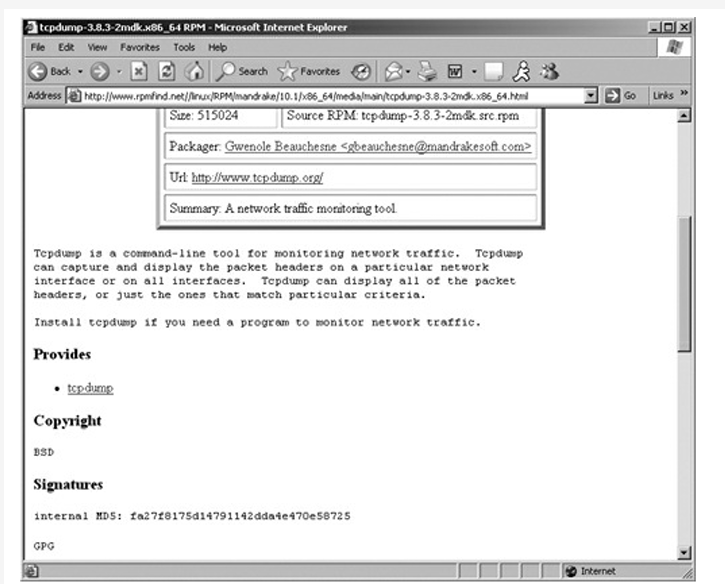 tcpdump-3.8.3-2mdk.x86_64 RPM - Microsoft Internet Explorer
File Edit View Favorites Tools Help
Back Search Favorites
Address http://www.rpmfind.net//linux/RPM/mandrake/10.1/x86_64/media/main/tcpdump-3.8.3-2mdk.x86_64.html Go Links »
Size: 515024 Source RPM: tcpdump-3.8.3-2mdk.src.rpm
Packager: Gwenole Beauchesne <gbeauchesne@mandrakesoft.com>
Url: http://www.tcpdump.org/
Summary: A network traffic monitoring tool.
Tcpdump is a command-line tool for monitoring network traffic. Tcpdump
can capture and display the packet headers on a particular network
interface or on all interfaces. Tcpdump can display all of the packet
headers, or just the ones that match particular criteria.
Install tcpdump if you need a program to monitor network traffic.
Provides
• tcpdump
Copyright
BSD
Signatures
internal MD5: fa27f8175d14791142dda4e470e58725
GPG
Internet